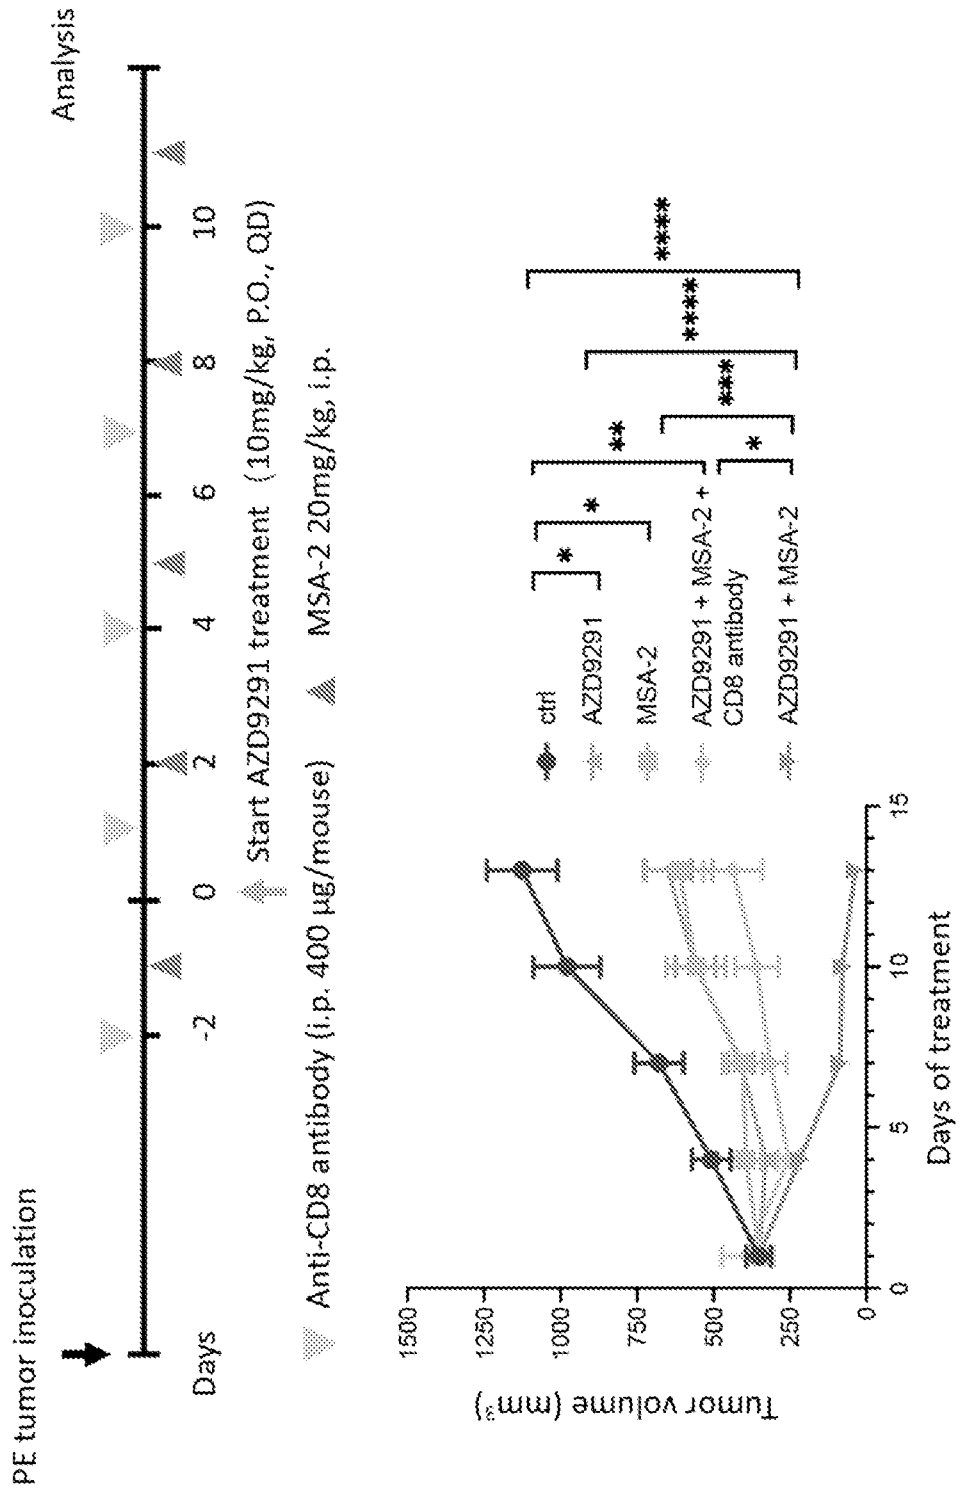 PE tumor inoculation
Analysis
Days
-2
0
2
4
6
8
10
Start AZD9291 treatment (10mg/kg, P.O., QD)
Anti-CD8 antibody (i.p. 400 µg/mouse)
MSA-2 20mg/kg, i.p.
Tumor volume (mm³)
1500
1250
1000
750
500
250
0
0
5
10
15
Days of treatment
ctrl
AZD9291
MSA-2
AZD9291 + MSA-2 +
CD8 antibody
AZD9291 + MSA-2
*
*
**
*
***
****
****